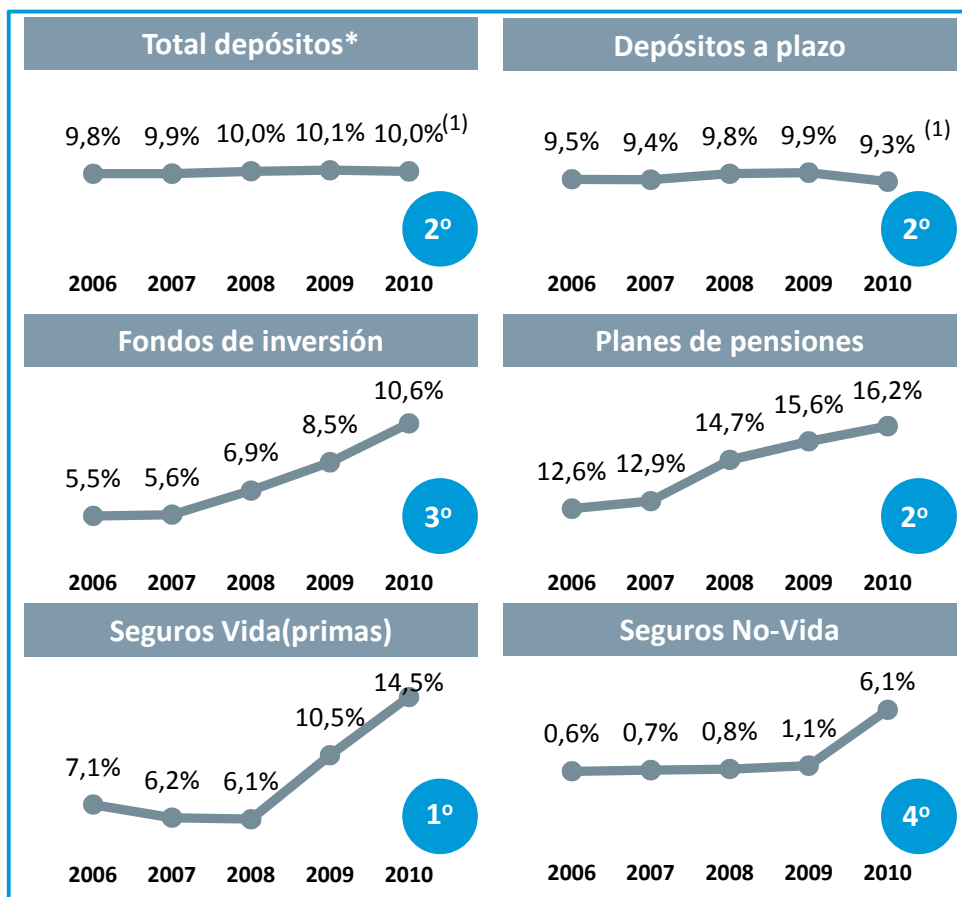 Total depósitos*
9,8% 9,9% 10,0% 10,1% 10,0%(1)
2º
2006 2007 2008 2009 2010
Depósitos a plazo
9,5% 9,4% 9,8% 9,9% 9,3% (1)
2º
2006 2007 2008 2009 2010
Fondos de inversión
5,5% 5,6% 6,9% 8,5% 10,6%
3º
2006 2007 2008 2009 2010
Planes de pensiones
12,6% 12,9% 14,7% 15,6% 16,2%
2º
2006 2007 2008 2009 2010
Seguros Vida(primas)
7,1% 6,2% 6,1% 10,5% 14,5%
1º
2006 2007 2008 2009 2010
Seguros No-Vida
0,6% 0,7% 0,8% 1,1% 6,1%
4º
2006 2007 2008 2009 2010